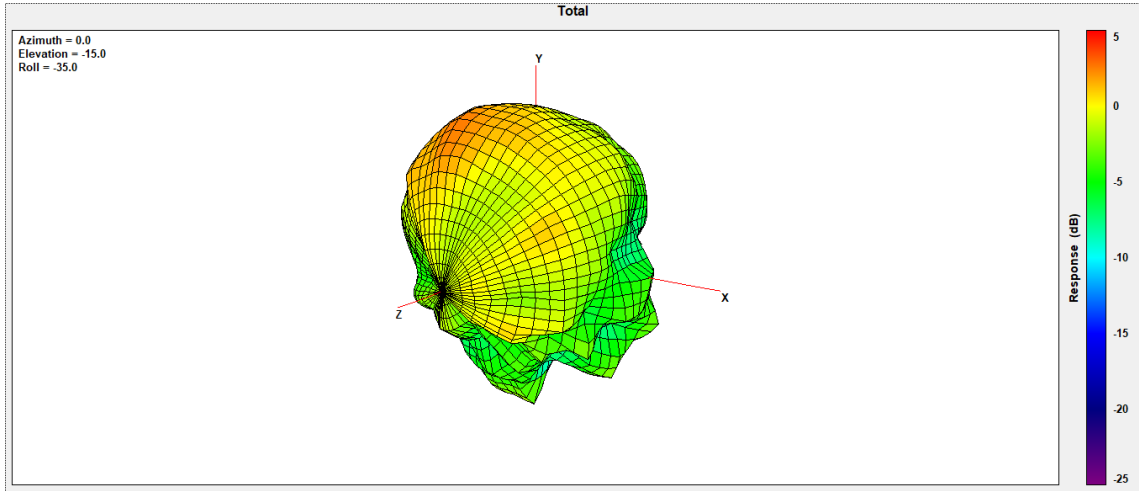 Total
Azimuth = 0.0
Elevation = -15.0
Roll = -35.0
Y
X
Z
5
0
-5
-10
-15
-20
-25
Response (dB)